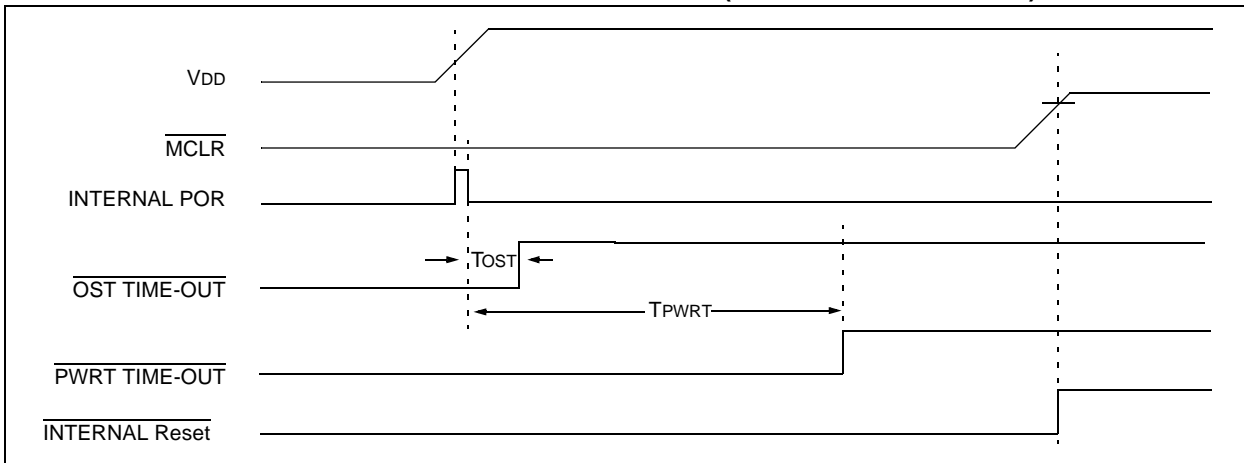 VDD
MCLR
INTERNAL POR
TOST
OST TIME-OUT
TPWRT
PWRT TIME-OUT
INTERNAL Reset